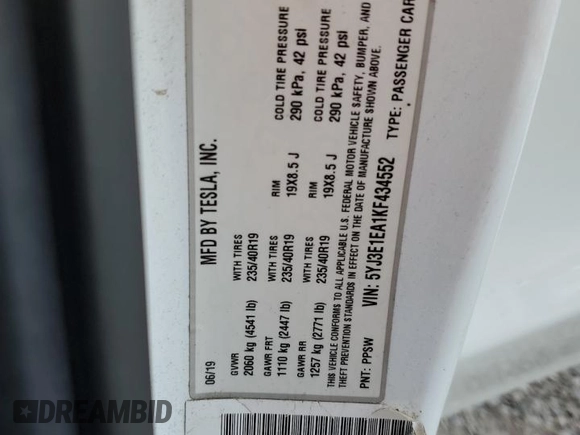 MFD BY TESLA, INC.
06/19
GVWR WITH TIRES RIM COLD TIRE PRESSURE
2060 kg (4541 lb) 235/40R19 19X8.5 J 290 kPa, 42 psi
GAWR FRT WITH TIRES RIM COLD TIRE PRESSURE
1110 kg (2447 lb) 235/40R19 19X8.5 J 290 kPa, 42 psi
GAWR RR WITH TIRES
1257 kg (2771 lb) 235/40R19
THIS VEHICLE CONFORMS TO ALL APPLICABLE U.S. FEDERAL MOTOR VEHICLE SAFETY, BUMPER, AND
THEFT PREVENTION STANDARDS IN EFFECT ON THE DATE OF MANUFACTURE SHOWN ABOVE.
PNT: PPSW VIN: 5YJ3E1EA1KF434552 TYPE: PASSENGER CAR
DREAMBID